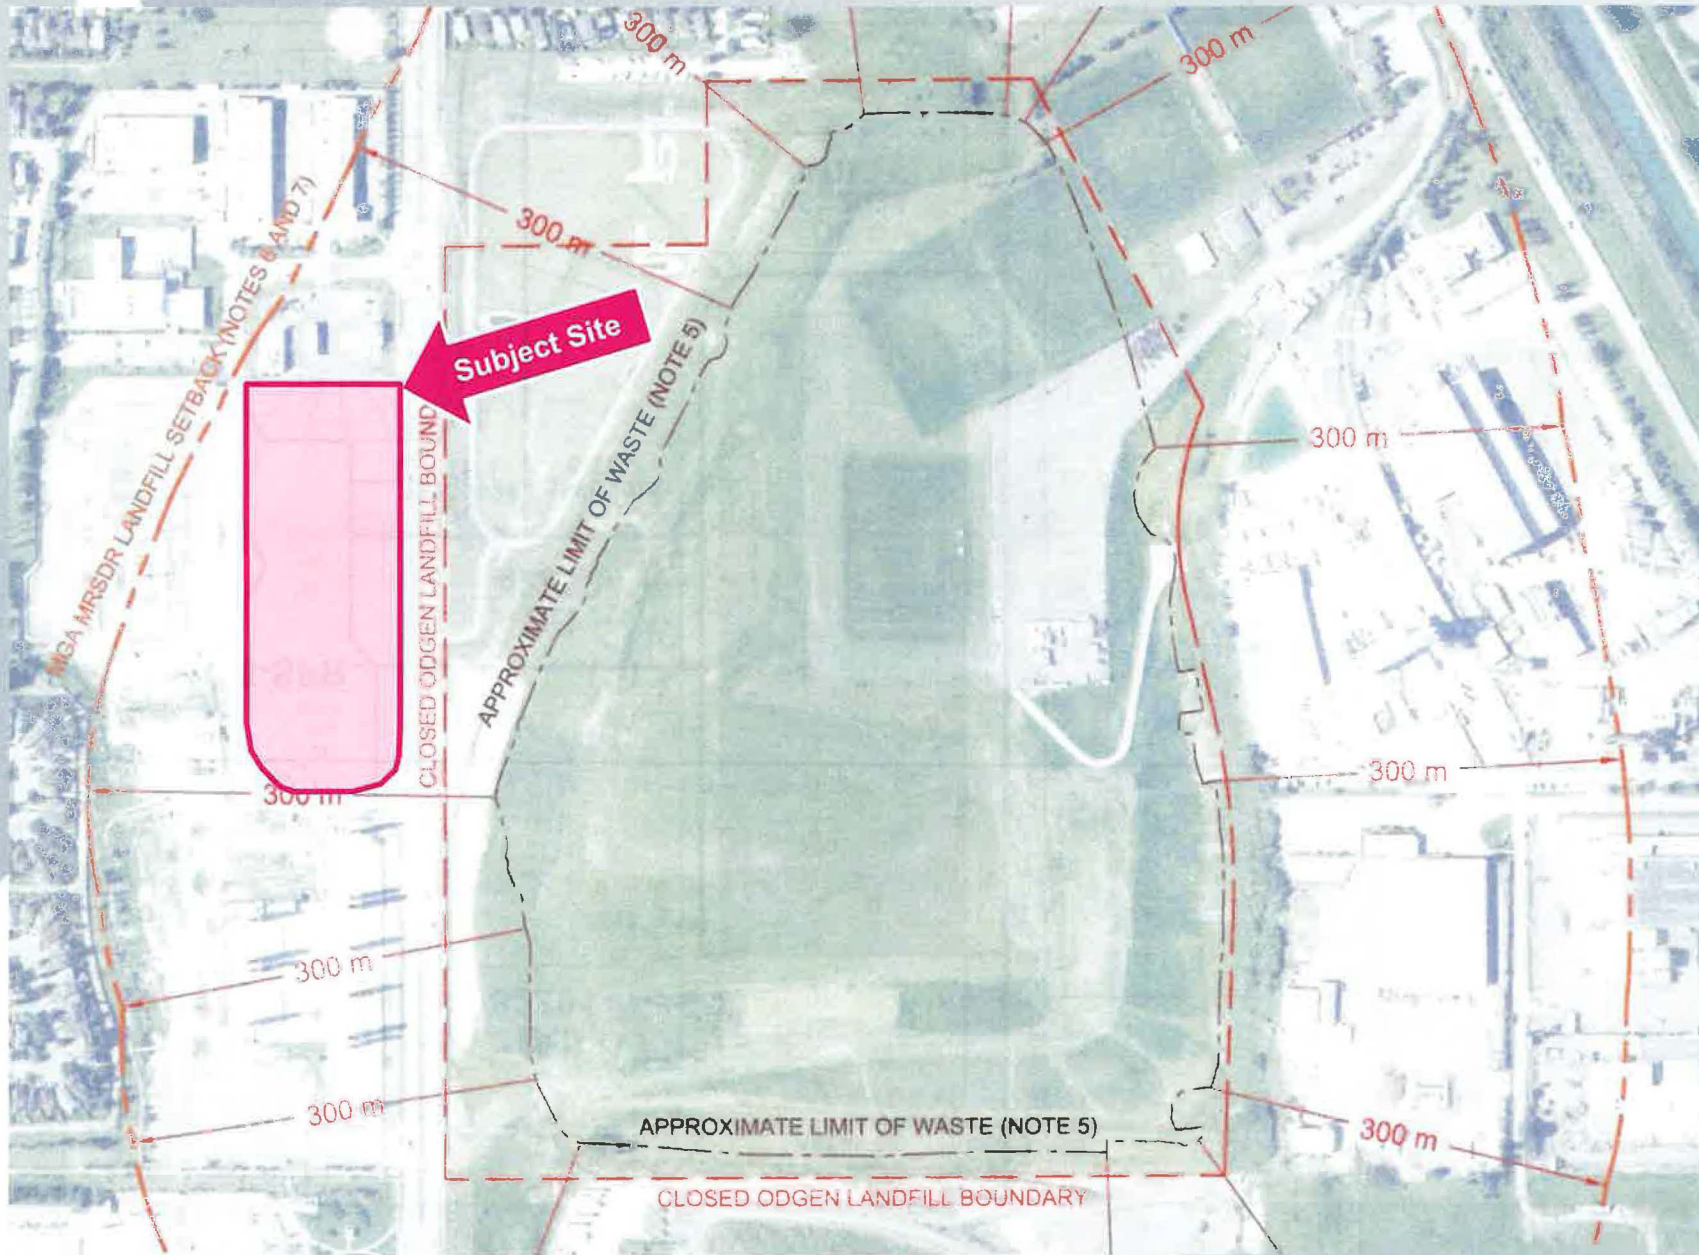 300 m
300 m
300 m
MGA MRSDR LANDFILL SETBACK (NOTES 6 AND 7)
Subject Site
APPROXIMATE LIMIT OF WASTE (NOTE 5)
CLOSED ODGEN LANDFILL BOUND
300 m
300 m
300 m
300 m
300 m
APPROXIMATE LIMIT OF WASTE (NOTE 5)
300 m
CLOSED ODGEN LANDFILL BOUNDARY